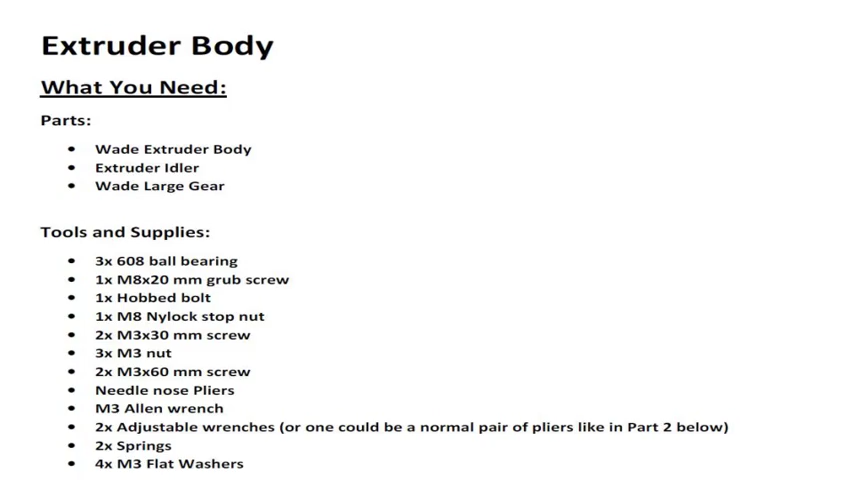 Extruder Body
What You Need:
Parts:
• Wade Extruder Body
• Extruder Idler
• Wade Large Gear
Tools and Supplies:
• 3x 608 ball bearing
• 1x M8x20 mm grub screw
• 1x Hobbed bolt
• 1x M8 Nylock stop nut
• 2x M3x30 mm screw
• 3x M3 nut
• 2x M3x60 mm screw
• Needle nose Pliers
• M3 Allen wrench
• 2x Adjustable wrenches (or one could be a normal pair of pliers like in Part 2 below)
• 2x Springs
• 4x M3 Flat Washers